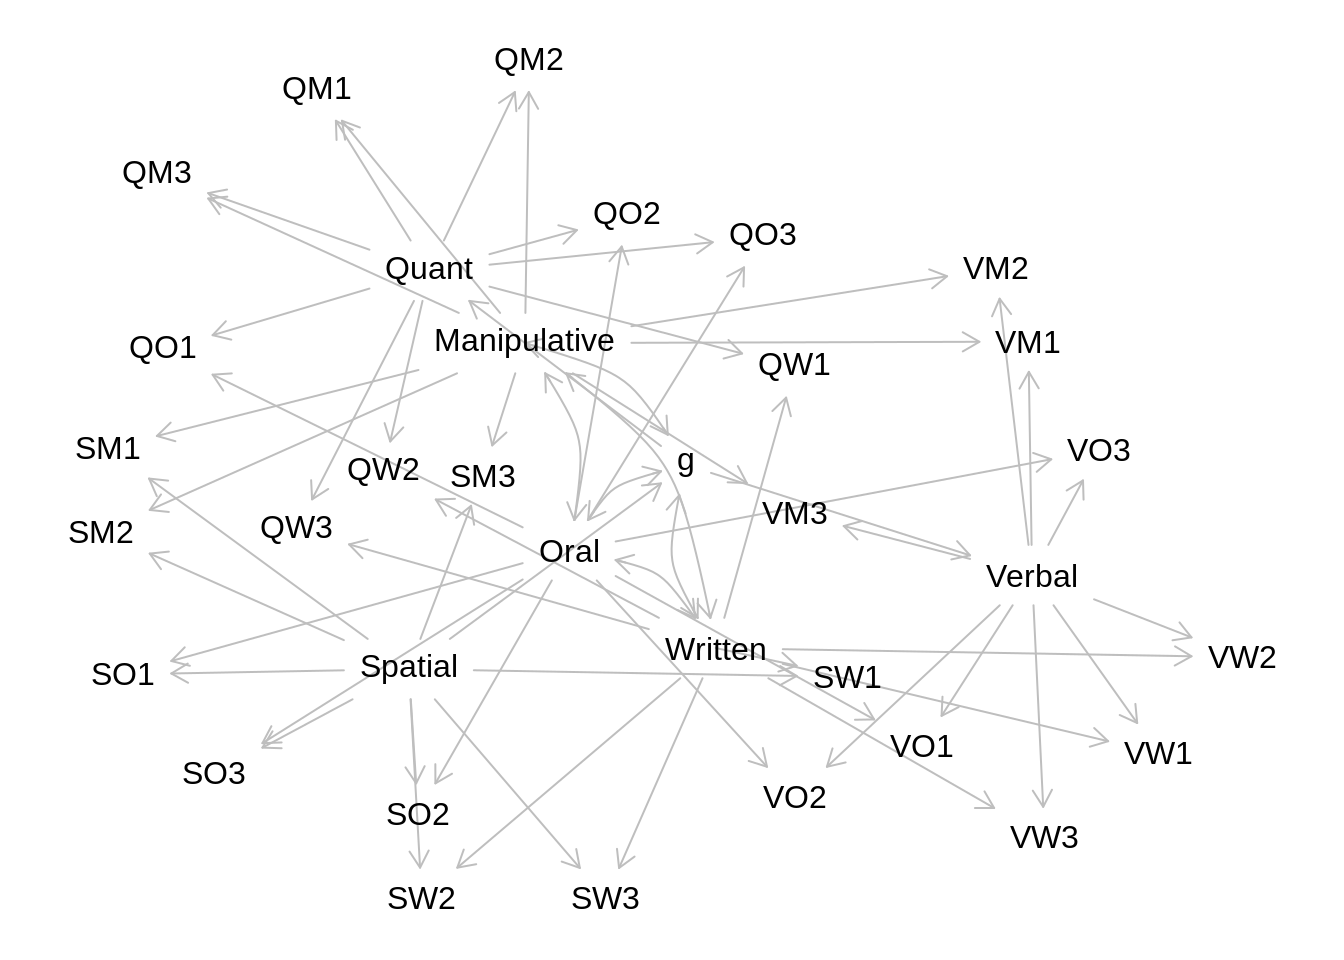 QM2
QM1
QM3
QO2
QO3
Quant
VM2
Manipulative
VM1
QO1
QW1
SM1
VO3
g
QW2
SM3
VM3
QW3
SM2
Oral
Verbal
Written
VW2
Spatial
SO1
SW1
VO1
VW1
SO3
VO2
SO2
VW3
SW2
SW3